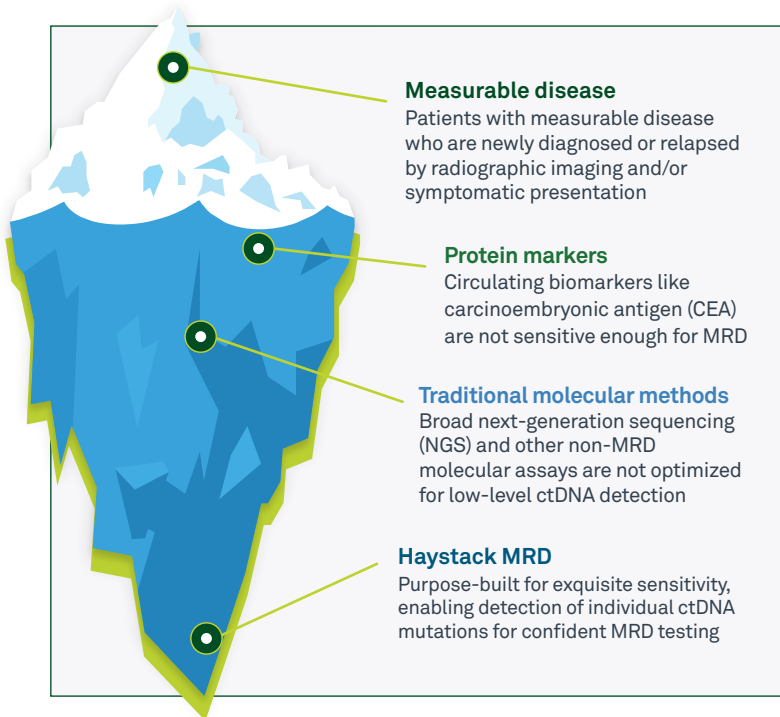 Measurable disease
Patients with measurable disease
who are newly diagnosed or relapsed
by radiographic imaging and/or
symptomatic presentation
Protein markers
Circulating biomarkers like
carcinoembryonic antigen (CEA)
are not sensitive enough for MRD
Traditional molecular methods
Broad next-generation sequencing
(NGS) and other non-MRD
molecular assays are not optimized
for low-level ctDNA detection
Haystack MRD
Purpose-built for exquisite sensitivity,
enabling detection of individual ctDNA
mutations for confident MRD testing